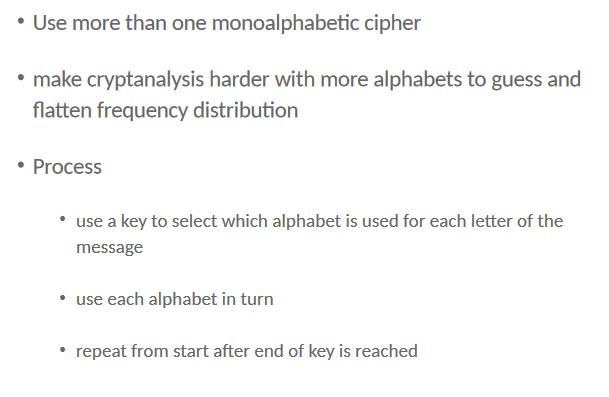 • Use more than one monoalphabetic cipher
• make cryptanalysis harder with more alphabets to guess and
flatten frequency distribution
• Process
• use a key to select which alphabet is used for each letter of the
message
• use each alphabet in turn
• repeat from start after end of key is reached